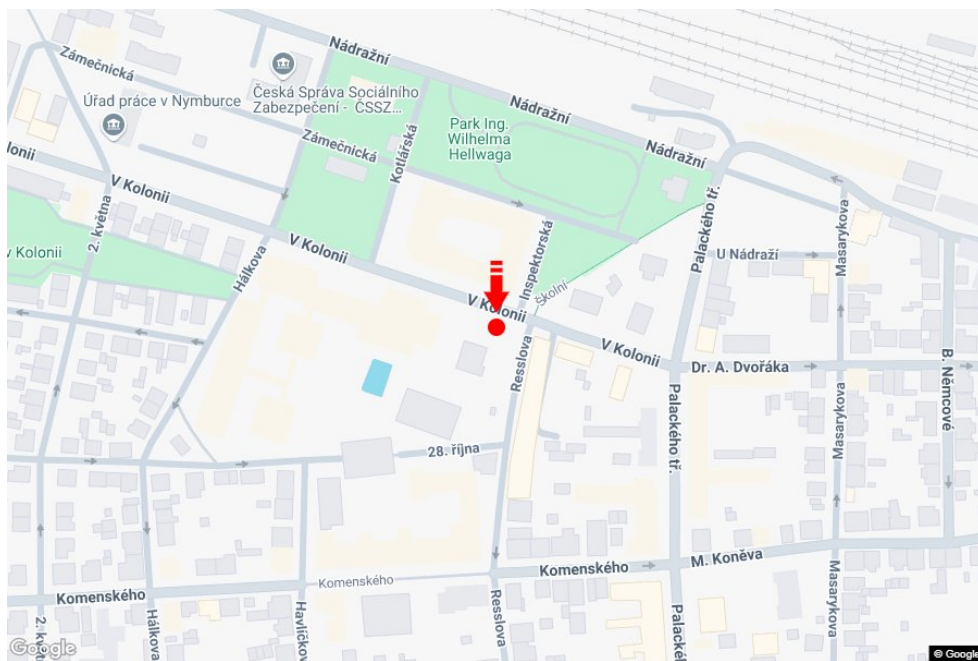 Nádražní
Zámečnická
Česká Správa Sociálního
Zabezpečení - ČSSZ...
Úřad práce v Nymburce
Nádražní
Park Ing.
Wilhelma
Hellwaga
Zámečnická
Kotlářská
Nádražní
V Kolonii
2. května
v Kolonii
Hálkova
V Kolonii
Inspektorská
Školní
Palackého tř.
Masarykova
U Nádraží
V Kolonii
Resslova
V Kolonii
Dr. A. Dvořáka
B. Němcové
Palackého tř.
Masarykova
28. října
M. Koněva
Komenského
Komenského
Komenského
Hálkova
Havlíčkov
Resslova
Palackého
Masarykova
2. kvě
Google
© Google